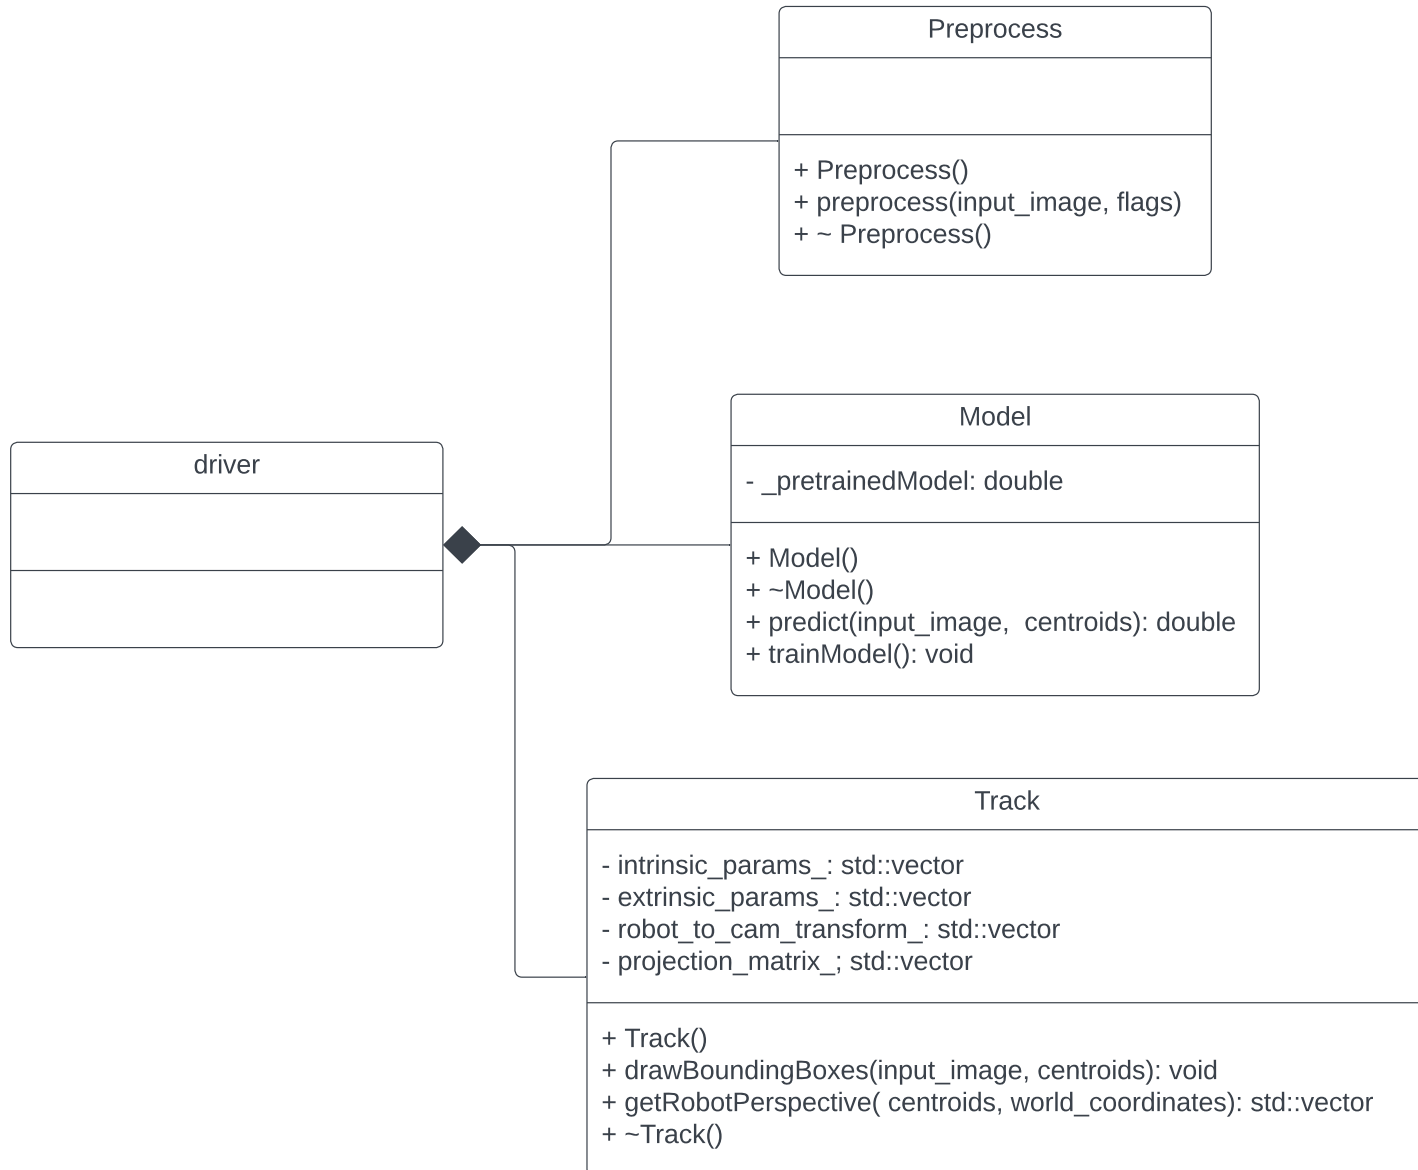 Preprocess
+ Preprocess()
+ preprocess(input_image, flags)
+ ~ Preprocess()
driver
Model
- _pretrainedModel: double
+ Model()
+ ~Model()
+ predict(input_image,  centroids): double
+ trainModel(): void
Track
- intrinsic_params_: std::vector
- extrinsic_params_: std::vector
- robot_to_cam_transform_: std::vector
- projection_matrix_; std::vector
+ Track()
+ drawBoundingBoxes(input_image, centroids): void
+ getRobotPerspective( centroids, world_coordinates): std::vector
+ ~Track()